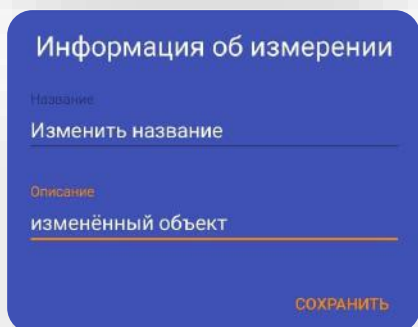 Информация об измерении
Название
Изменить название
Описание
изменённый объект
СОХРАНИТЬ